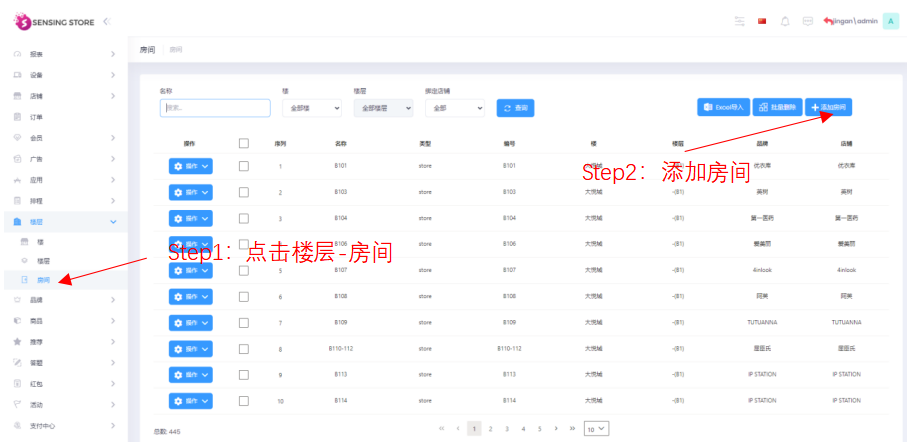 SENSING STORE
jingan\admin A
报表
设备
店铺
订单
会员
广告
应用
排程
楼层
楼
楼层
房间
品牌
商品
推荐
答题
红包
活动
支付中心
房间 房间
名称 楼 楼层 绑定店铺
搜索... 全部楼 全部楼层 全部 查询 Excel导入 批量删除 添加房间
操作 序列 名称 类型 编号 楼 楼层 品牌 店铺
操作 1 B101 store B101 大悦城 -(B1) 优衣库 优衣库
操作 2 B103 store B103 大悦城 -(B1) 英树 英树
操作 3 B104 store B104 大悦城 -(B1) 第一医药 第一医药
操作 B106 store B106 大悦城 -(B1) 爱美丽 爱美丽
操作 5 B107 store B107 大悦城 -(B1) 4inlook 4inlook
操作 6 B108 store B108 大悦城 -(B1) 阿芙 阿芙
操作 7 B109 store B109 大悦城 -(B1) TUTUANNA TUTUANNA
操作 8 B110-112 store B110-112 大悦城 -(B1) 屈臣氏 屈臣氏
操作 9 B113 store B113 大悦城 -(B1) IP STATION IP STATION
操作 10 B114 store B114 大悦城 -(B1) IP STATION IP STATION
总数: 445
1 2 3 4 5 10
Step1：点击楼层-房间
Step2：添加房间